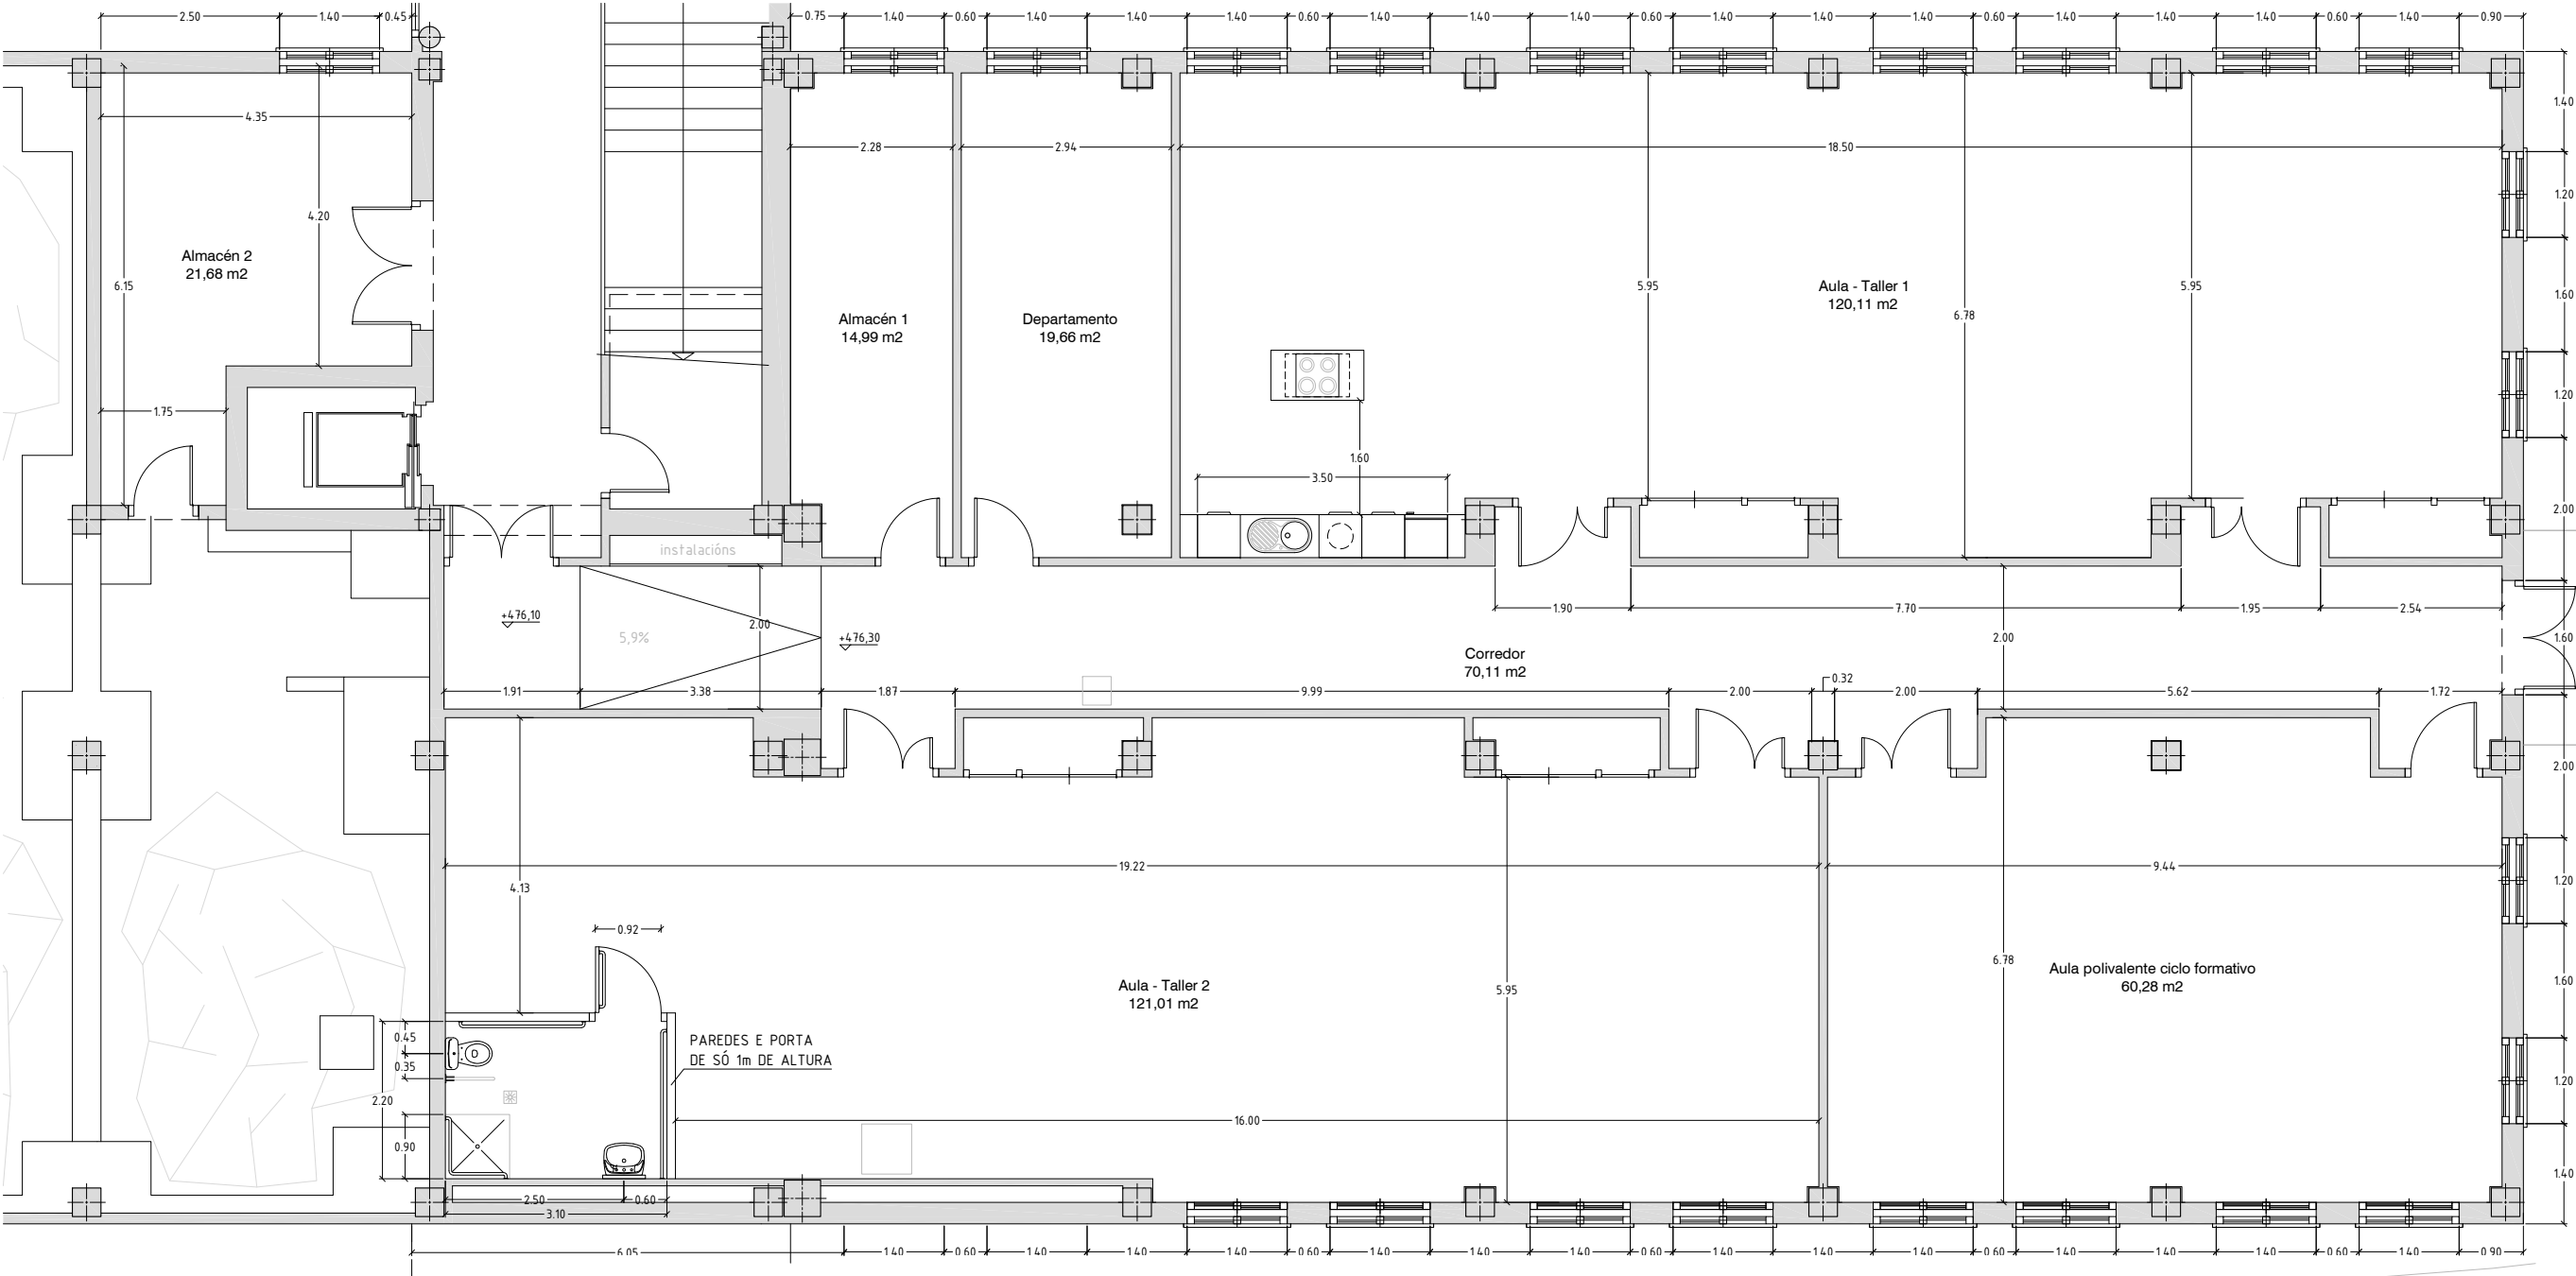 2.50 1.40 0.45 0.75 1.40 0.60 1.40 1.40 1.40 0.60 1.40 1.40 1.40 0.60 1.40 1.40 1.40 0.60 1.40 1.40 1.40 0.60 1.40 0.90
1.40
4.35
2.28 2.94 18.50
1.20
4.20
Almacén 2
21,68 m2
6.15
5.95
Aula - Taller 1
120,11 m2
5.95
1.60
6.78
Almacén 1
14,99 m2
Departamento
19,66 m2
1.20
1.75
1.60
3.50
2.00
instalacións
+476,10
5,9%
2.00
+476,30
1.90 7.70 1.95 2.54
2.00
1.60
Corredor
70,11 m2
0.32
1.91 3.38 1.87 9.99 2.00 2.00 5.62 1.72
2.00
19.22 9.44
4.13
1.20
0.92
6.78
Aula polivalente ciclo formativo
60,28 m2
Aula - Taller 2
121,01 m2
5.95
1.60
0.45
PAREDES E PORTA
DE SÓ 1m DE ALTURA
0.35
2.20
1.20
16.00
0.90
1.40
2.50 0.60
3.10
6.05 1.40 0.60 1.40 1.40 1.40 0.60 1.40 1.40 1.40 0.60 1.40 1.40 1.40 0.60 1.40 1.40 1.40 0.60 1.40 0.90